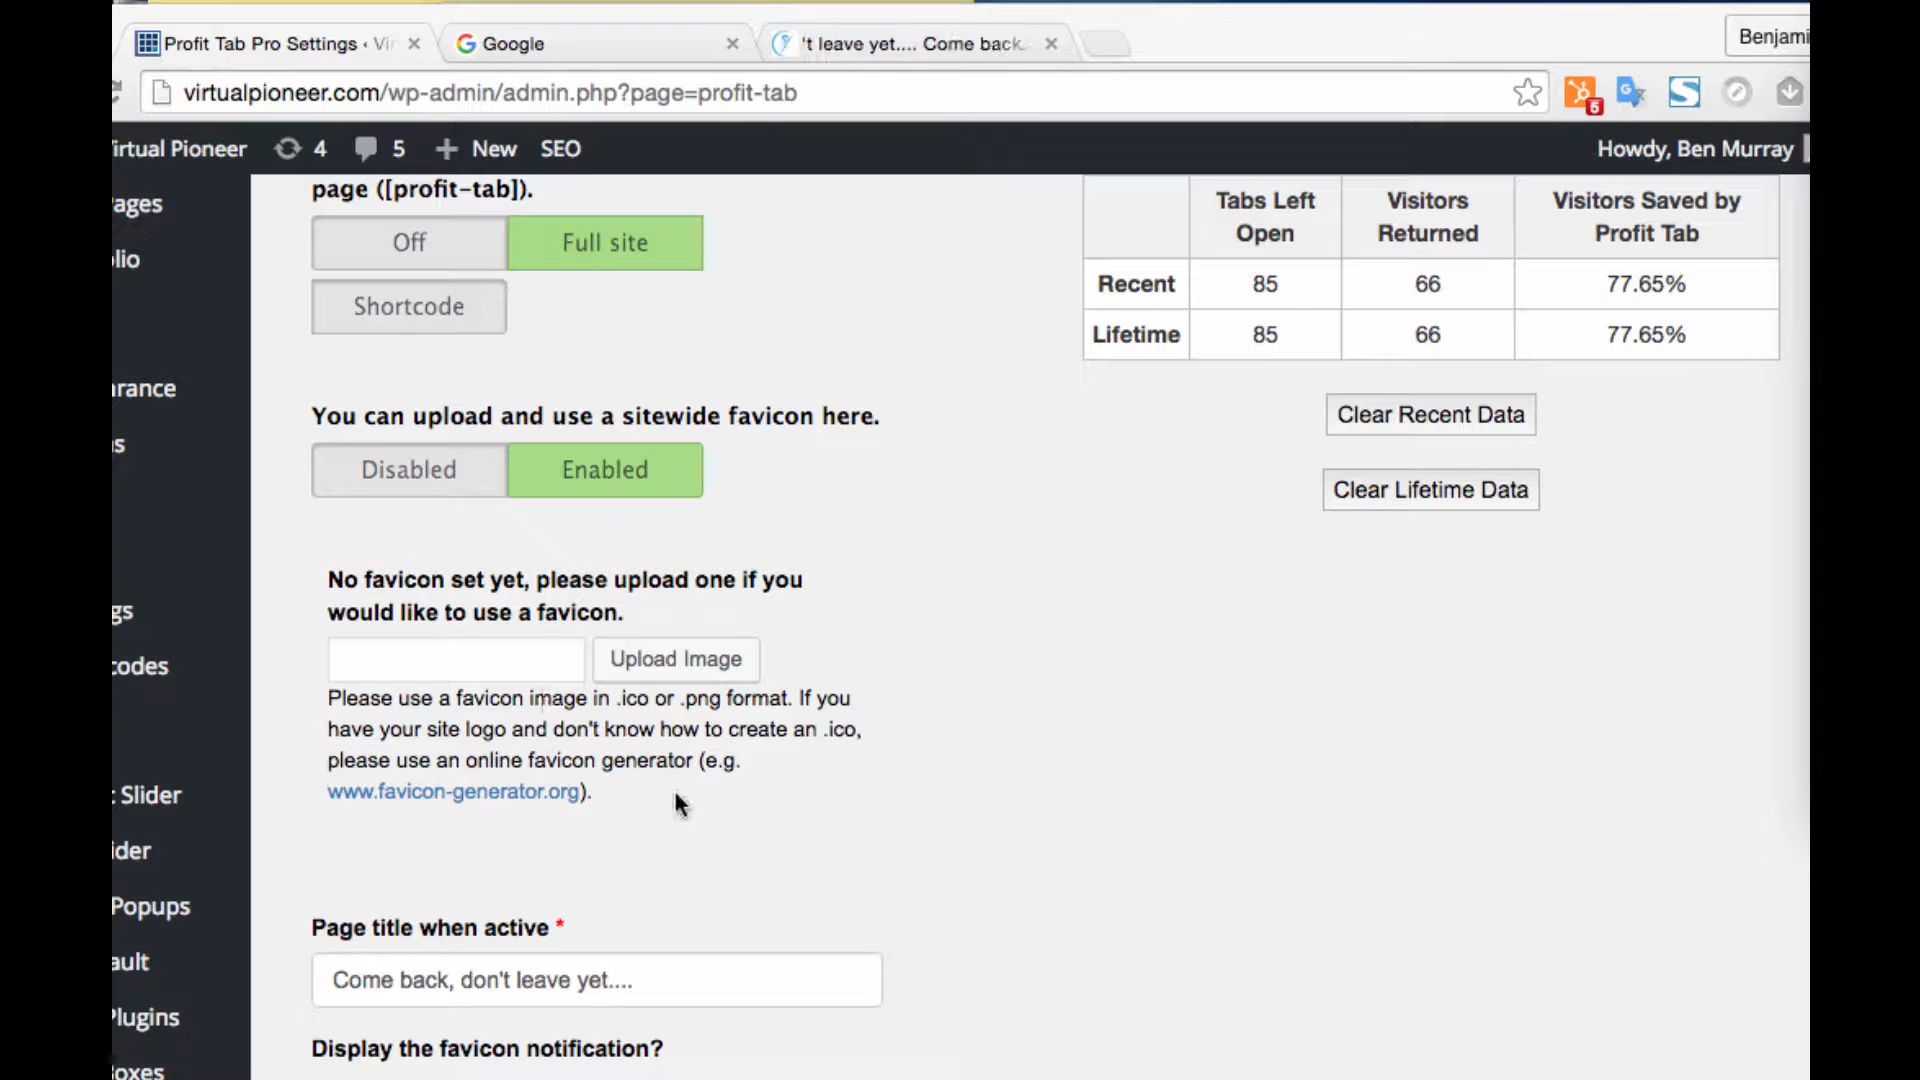 Profit Tab Pro Settings ‹ Vir
Google
't leave yet.... Come back,
Benjami
virtualpioneer.com/wp-admin/admin.php?page=profit-tab
6
irtual Pioneer
4
5
New
SEO
Howdy, Ben Murray
ages
lio
arance
s
gs
codes
t Slider
ider
Popups
ault
Plugins
oxes
page ([profit-tab]).
Off
Full site
Shortcode
You can upload and use a sitewide favicon here.
Disabled
Enabled
No favicon set yet, please upload one if you
would like to use a favicon.
Upload Image
Please use a favicon image in .ico or .png format. If you
have your site logo and don't know how to create an .ico,
please use an online favicon generator (e.g.
www.favicon-generator.org).
Page title when active *
Come back, don't leave yet....
Display the favicon notification?
Tabs Left Open Visitors Returned Visitors Saved by Profit Tab
Recent 85 66 77.65%
Lifetime 85 66 77.65%
Clear Recent Data
Clear Lifetime Data